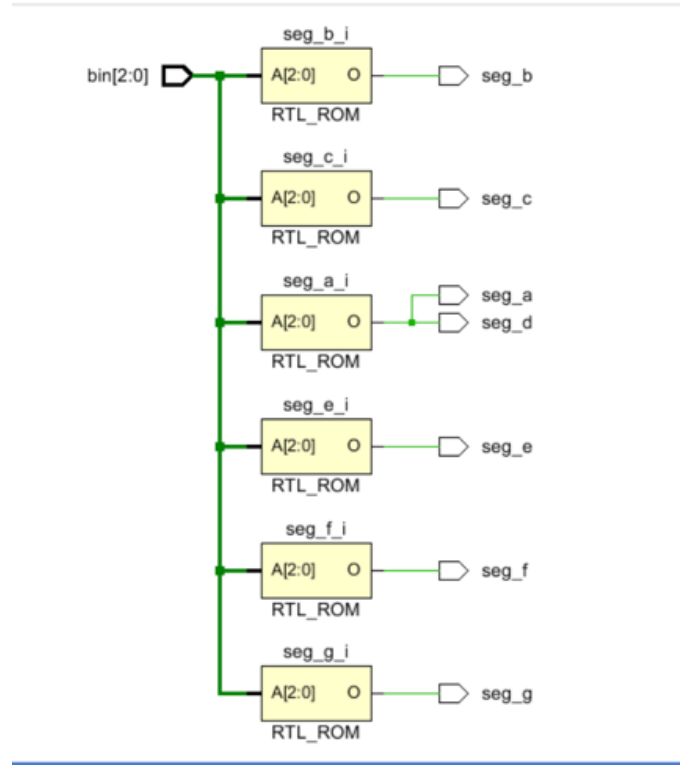 seg_b_i
bin[2:0] A[2:0] O seg_b
RTL_ROM
seg_c_i
A[2:0] O seg_c
RTL_ROM
seg_a_i
seg_a
A[2:0] O seg_d
RTL_ROM
seg_e_i
A[2:0] O seg_e
RTL_ROM
seg_f_i
A[2:0] O seg_f
RTL_ROM
seg_g_i
A[2:0] O seg_g
RTL_ROM